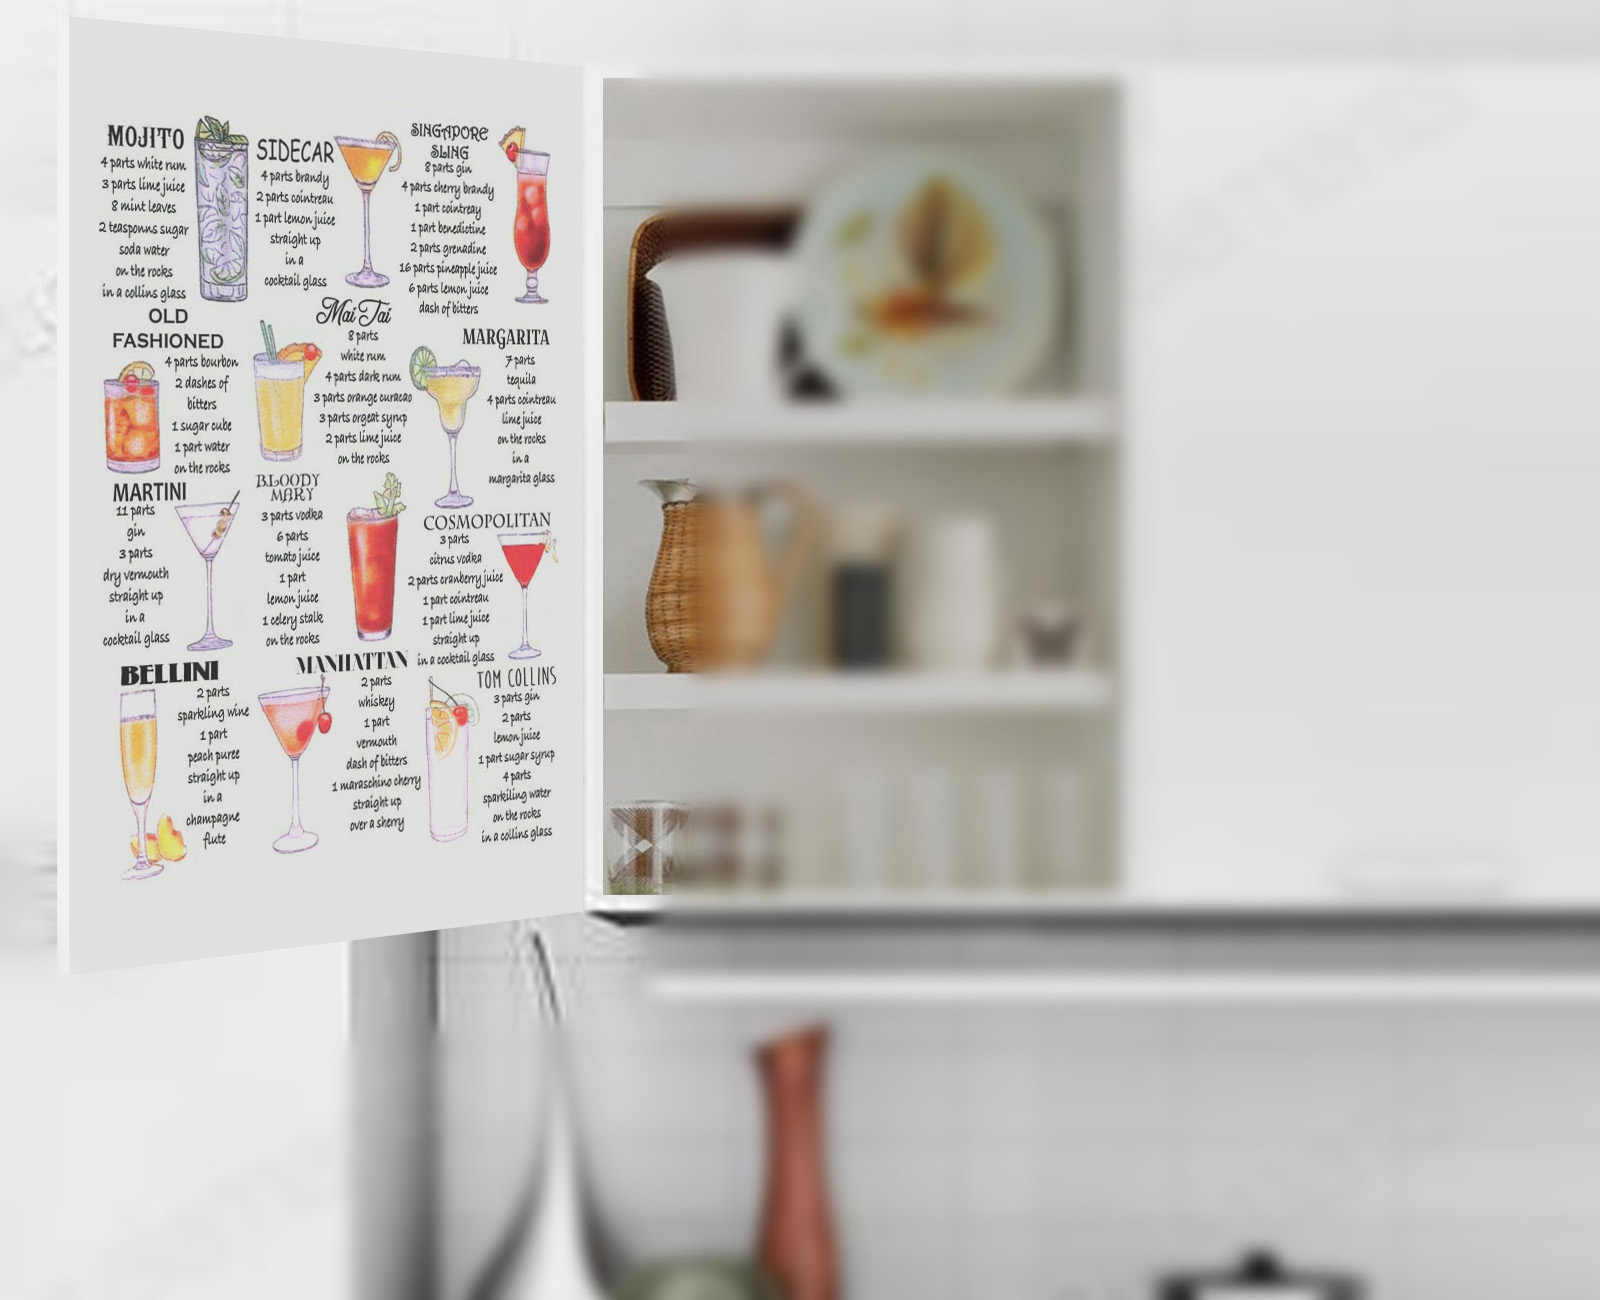 MOJITO
4 parts white rum
3 parts lime juice
8 mint leaves
2 teasponns sugar
soda water
on the rocks
in a collins glass
SIDECAR
4 parts brandy
2 parts cointreau
1 part lemon juice
straight up
in a
cocktail glass
SINGAPORE
SLING
8 parts gin
4 parts cherry brandy
1 part cointreay
1 part benedictine
2 parts grenadine
16 parts pineapple juice
6 parts lemon juice
dash of bitters
OLD
FASHIONED
4 parts bourbon
2 dashes of
bitters
1 sugar cube
1 part water
on the rocks
Mai Tai
8 parts
white rum
4 parts dark rum
3 parts orange curacao
3 parts orgeat syrup
2 parts lime juice
on the rocks
MARGARITA
7 parts
tequila
4 parts cointreau
lime juice
on the rocks
in a
margarita glass
MARTINI
11 parts
gin
3 parts
dry vermouth
straight up
in a
cocktail glass
BLOODY
MARY
3 parts vodka
6 parts
tomato juice
1 part
lemon juice
1 celery stalk
on the rocks
COSMOPOLITAN
3 parts
citrus vodka
2 parts cranberry juice
1 part cointeau
1 part lime juice
straight up
in a cocktail glass
BELLINI
2 parts
sparkling wine
1 part
peach puree
straight up
in a
champagne
flute
MANHATTAN
2 parts
whiskey
1 part
vermouth
dash of bitters
1 maraschino cherry
straight up
over a sherry
TOM COLLINS
3 parts gin
2 parts
lemon juice
1 part sugar syrup
4 parts
sparkiling water
on the rocks
in a collins glass